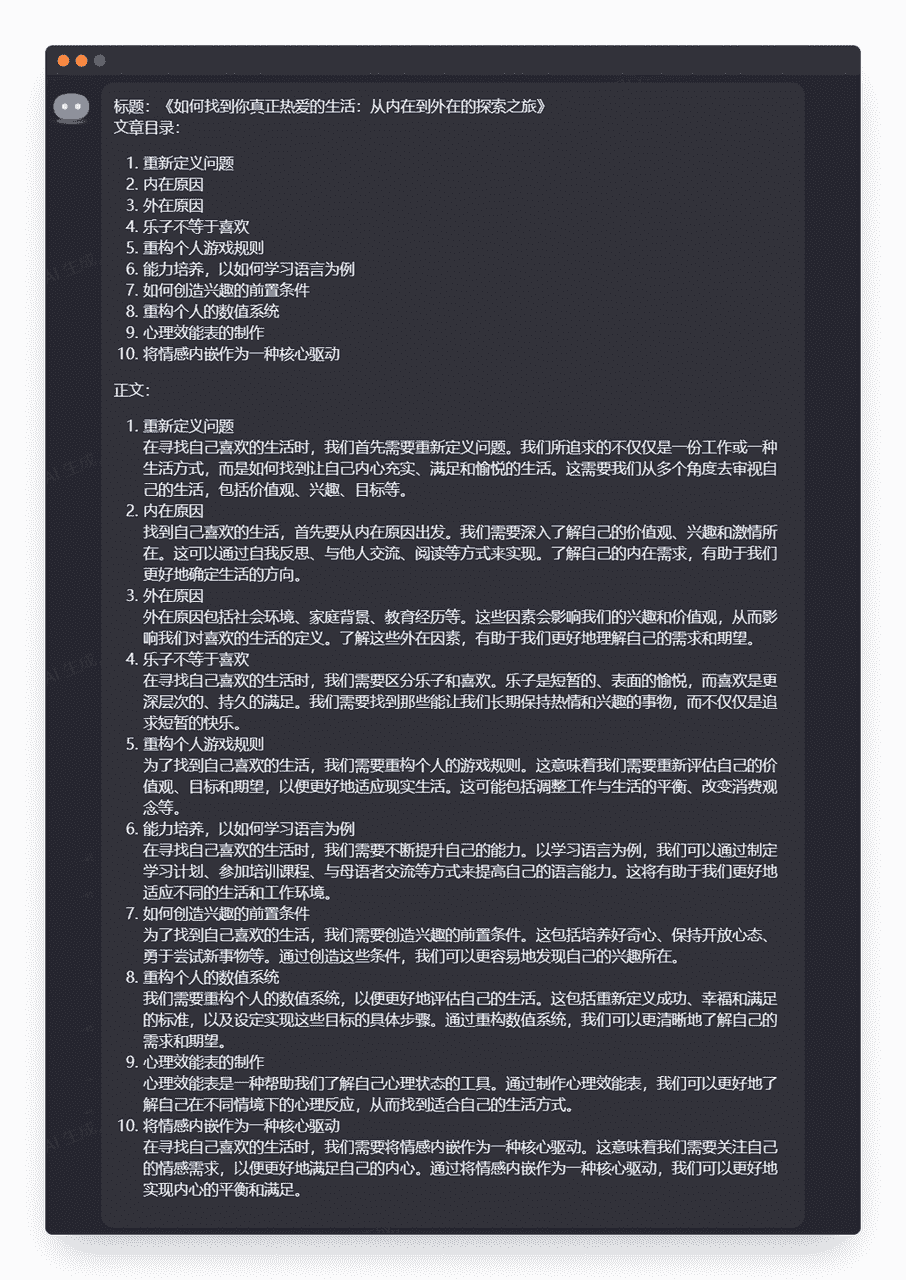 标题：《如何找到你真正热爱的生活：从内在到外在的探索之旅》
文章目录：
1. 重新定义问题
2. 内在原因
3. 外在原因
4. 乐子不等于喜欢
5. 重构个人游戏规则
6. 能力培养，以如何学习语言为例
7. 如何创造兴趣的前置条件
8. 重构个人的数值系统
9. 心理效能表的制作
10. 将情感内嵌作为一种核心驱动
正文：
1. 重新定义问题
在寻找自己喜欢的生活时，我们首先需要重新定义问题。我们所追求的不仅仅是一份工作或一种
生活方式，而是如何找到让自己内心充实、满足和愉悦的生活。这需要我们从多个角度去审视自
己的生活，包括价值观、兴趣、目标等。
2. 内在原因
找到自己喜欢的生活，首先要从内在原因出发。我们需要深入了解自己的价值观、兴趣和激情所
在。这可以通过自我反思、与他人交流、阅读等方式来实现。了解自己的内在需求，有助于我们
更好地确定生活的方向。
3. 外在原因
外在原因包括社会环境、家庭背景、教育经历等。这些因素会影响我们的兴趣和价值观，从而影
响我们对喜欢的生活的定义。了解这些外在因素，有助于我们更好地理解自己的需求和期望。
4. 乐子不等于喜欢
在寻找自己喜欢的生活时，我们需要区分乐子和喜欢。乐子是短暂的、表面的愉悦，而喜欢是更
深层次的、持久的满足。我们需要找到那些能让我们长期保持热情和兴趣的事物，而不仅仅是追
求短暂的快乐。
5. 重构个人游戏规则
为了找到自己喜欢的生活，我们需要重构个人的游戏规则。这意味着我们需要重新评估自己的价
值观、目标和期望，以便更好地适应现实生活。这可能包括调整工作与生活的平衡、改变消费观
念等。
6. 能力培养，以如何学习语言为例
在寻找自己喜欢的生活时，我们需要不断提升自己的能力。以学习语言为例，我们可以通过制定
学习计划、参加培训课程、与母语者交流等方式来提高自己的语言能力。这将有助于我们更好地
适应不同的生活和工作环境。
7. 如何创造兴趣的前置条件
为了找到自己喜欢的生活，我们需要创造兴趣的前置条件。这包括培养好奇心、保持开放心态、
勇于尝试新事物等。通过创造这些条件，我们可以更容易地发现自己的兴趣所在。
8. 重构个人的数值系统
我们需要重构个人的数值系统，以便更好地评估自己的生活。这包括重新定义成功、幸福和满足
的标准，以及设定实现这些目标的具体步骤。通过重构数值系统，我们可以更清晰地了解自己的
需求和期望。
9. 心理效能表的制作
心理效能表是一种帮助我们了解自己心理状态的工具。通过制作心理效能表，我们可以更好地了
解自己在不同情境下的心理反应，从而找到适合自己的生活方式。
10. 将情感内嵌作为一种核心驱动
在寻找自己喜欢的生活时，我们需要将情感内嵌作为一种核心驱动。这意味着我们需要关注自己
的情感需求，以便更好地满足自己的内心。通过将情感内嵌作为一种核心驱动，我们可以更好地
实现内心的平衡和满足。
AI 生成
AI 生成
AI 生成
AI 生成